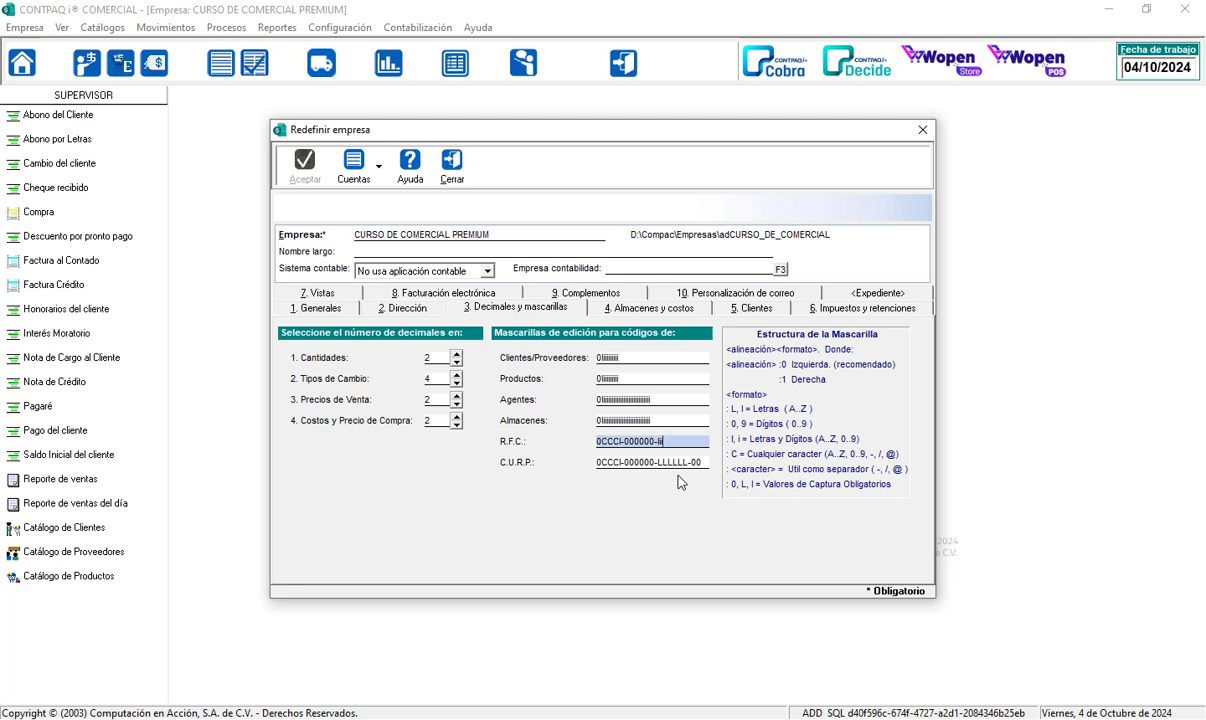 CONTPAQ i® COMERCIAL - [Empresa: CURSO DE COMERCIAL PREMIUM]
Empresa Ver Catálogos Movimientos Procesos Reportes Configuración Contabilización Ayuda
CONTPAQi® Cobra CONTPAQi® Decide Wopen Store Wopen POS
Fecha de trabajo
04/10/2024
SUPERVISOR
Abono del Cliente
Abono por Letras
Cambio del cliente
Cheque recibido
Compra
Descuento por pronto pago
Factura al Contado
Factura Crédito
Honorarios del cliente
Interés Moratorio
Nota de Cargo al Cliente
Nota de Crédito
Pagaré
Pago del cliente
Saldo Inicial del cliente
Reporte de ventas
Reporte de ventas del día
Catálogo de Clientes
Catálogo de Proveedores
Catálogo de Productos
Redefinir empresa
Aceptar Cuentas Ayuda Cerrar
Empresa:* CURSO DE COMERCIAL PREMIUM D:\Compac\Empresas\adCURSO_DE_COMERCIAL
Nombre largo:
Sistema contable: No usa aplicación contable Empresa contabilidad: F3
7. Vistas 8. Facturación electrónica 9. Complementos 10. Personalización de correo <Expediente>
1. Generales 2. Dirección 3. Decimales y mascarillas 4. Almacenes y costos 5. Clientes 6. Impuestos y retenciones
Seleccione el número de decimales en:
1. Cantidades: 2
2. Tipos de Cambio: 4
3. Precios de Venta: 2
4. Costos y Precio de Compra: 2
Mascarillas de edición para códigos de:
Clientes/Proveedores:
Productos:
Agentes:
Almacenes:
R.F.C.:
C.U.R.P.:
Estructura de la Mascarilla
<alineación><formato>. Donde:
<alineación> :0 Izquierda. (recomendado)
:1 Derecha
<formato>
: L, l = Letras ( A..Z )
: 0, 9 = Dígitos ( 0..9 )
: I, i = Letras y Dígitos (A..Z, 0..9)
: C = Cualquier caracter (A..Z, 0..9, -, /, @)
: <caracter> = Util como separador ( -, /, @ )
: 0, L, I = Valores de Captura Obligatorios
2024
e C.V.
* Obligatorio
Copyright © (2003) Computación en Acción, S.A. de C.V. - Derechos Reservados. ADD SQL d40f596c-674f-4727-a2d1-2084346b25eb Viernes, 4 de Octubre de 2024